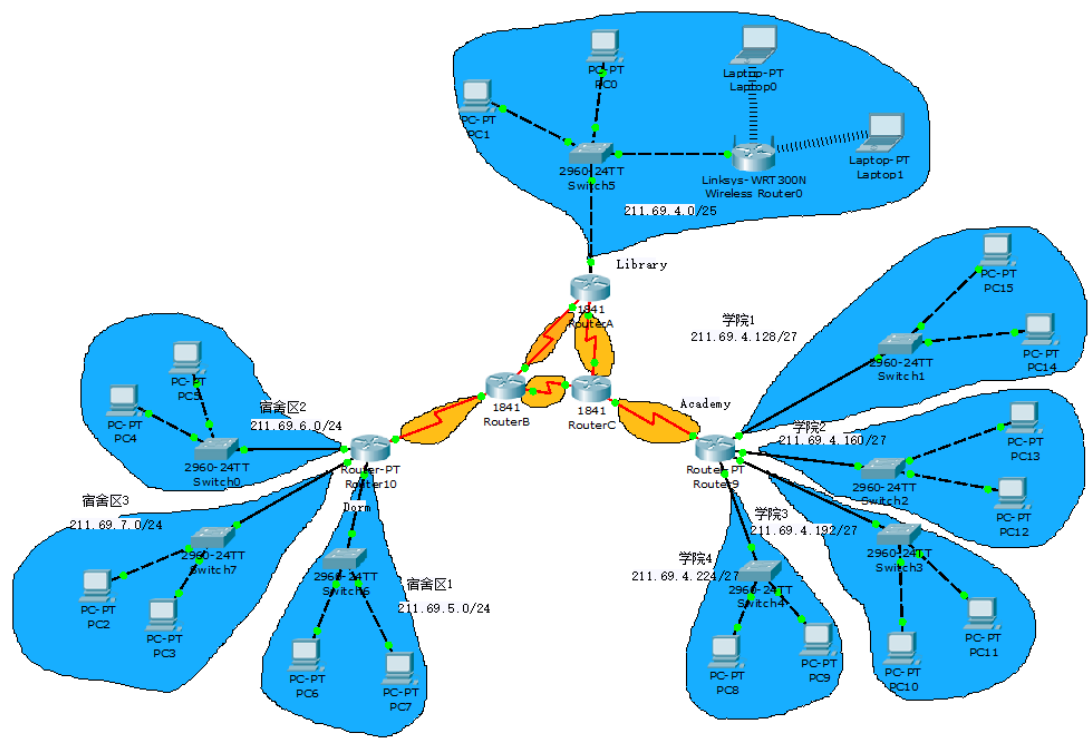 PC-PT
PC0
PC-PT
PC1
Laptop-PT
Laptop0
Laptop-PT
Laptop1
2960-24TT
Switch5
Linksys-WRT300N
Wireless Router0
211.69.4.0/25
Library
1841
RouterA
1841
RouterB
1841
RouterC
Academy
学院1
211.69.4.128/27
PC-PT
PC15
PC-PT
PC14
2960-24TT
Switch1
学院2
211.69.4.160/27
PC-PT
PC13
PC-PT
PC12
2960-24TT
Switch2
Router-PT
Router9
学院3
211.69.4.192/27
2960-24TT
Switch3
PC-PT
PC11
PC-PT
PC10
学院4
211.69.4.224/27
2960-24TT
Switch4
PC-PT
PC8
PC-PT
PC9
PC-PT
PC5
PC-PT
PC4
宿舍区2
211.69.6.0/24
2960-24TT
Switch0
Router-PT
Router10
Dorm
宿舍区3
211.69.7.0/24
2960-24TT
Switch7
PC-PT
PC2
PC-PT
PC3
2960-24TT
Switch6
宿舍区1
211.69.5.0/24
PC-PT
PC6
PC-PT
PC7